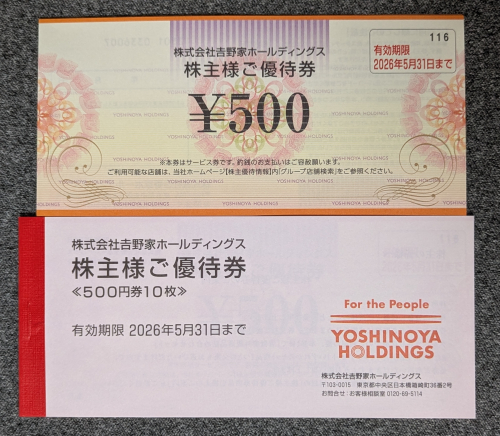 116
有効期限
2026年5月31日まで
株式会社𠮷野家ホールディングス
株主様ご優待券
¥500
※本券はサービス券です。釣銭のお支払いはご容赦願います。
ご利用可能な店舗は、当社ホームページ[株主優待情報]内「グループ店舗検索」をご参照ください。
YOSHINOYA HOLDINGS
株式会社𠮷野家ホールディングス
株主様ご優待券
≪500円券10枚≫
有効期限 2026年5月31日まで
For the People
YOSHINOYA
HOLDINGS
株式会社𠮷野家ホールディングス
〒103-0015 東京都中央区日本橋箱崎町36番2号
お問合せ:お客様相談室 0120-69-5114